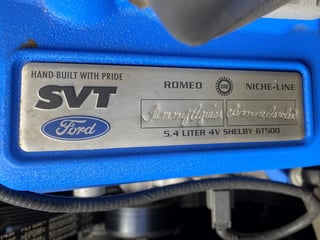 HAND-BUILT WITH PRIDE
ROMEO NICHE-LINE
SVT
Ford
5.4 LITER 4V SHELBY GT500